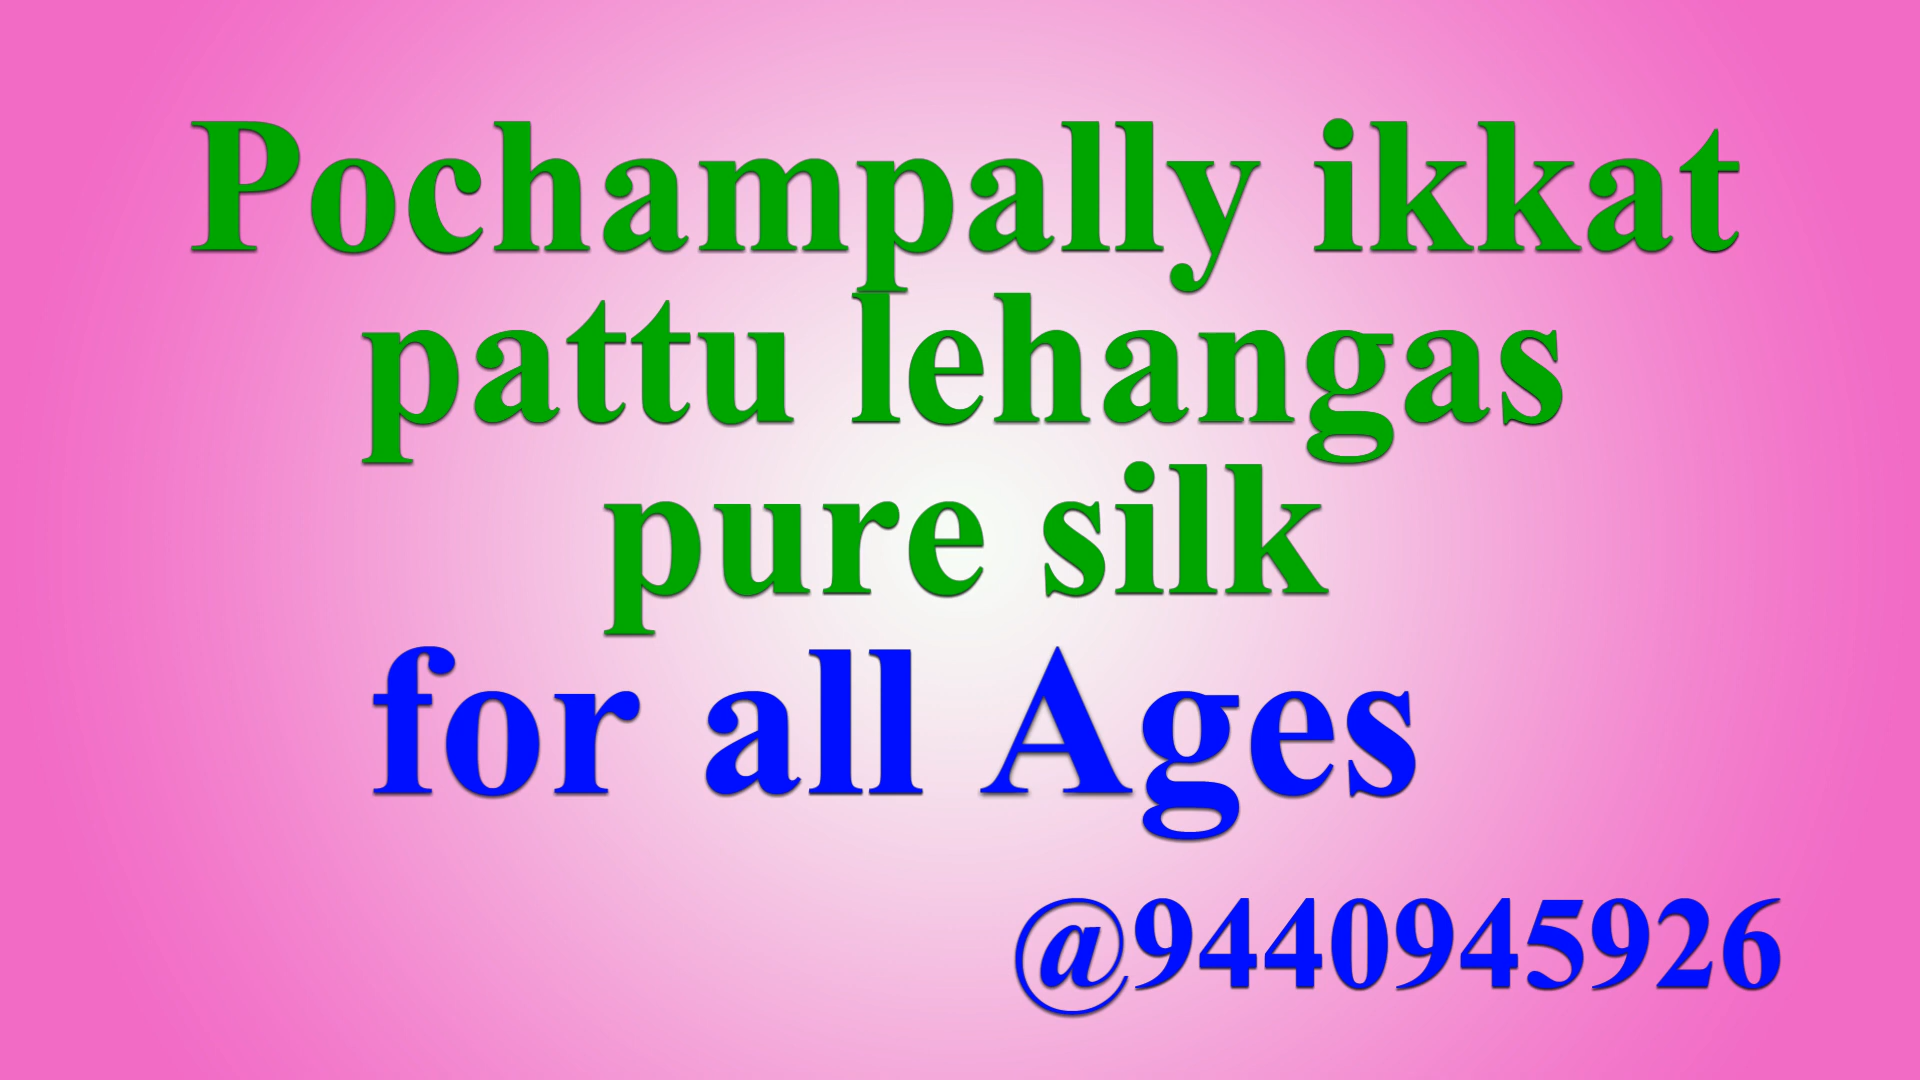 Pochampally ikkat
pattu lehangas
pure silk
for all Ages
@9440945926